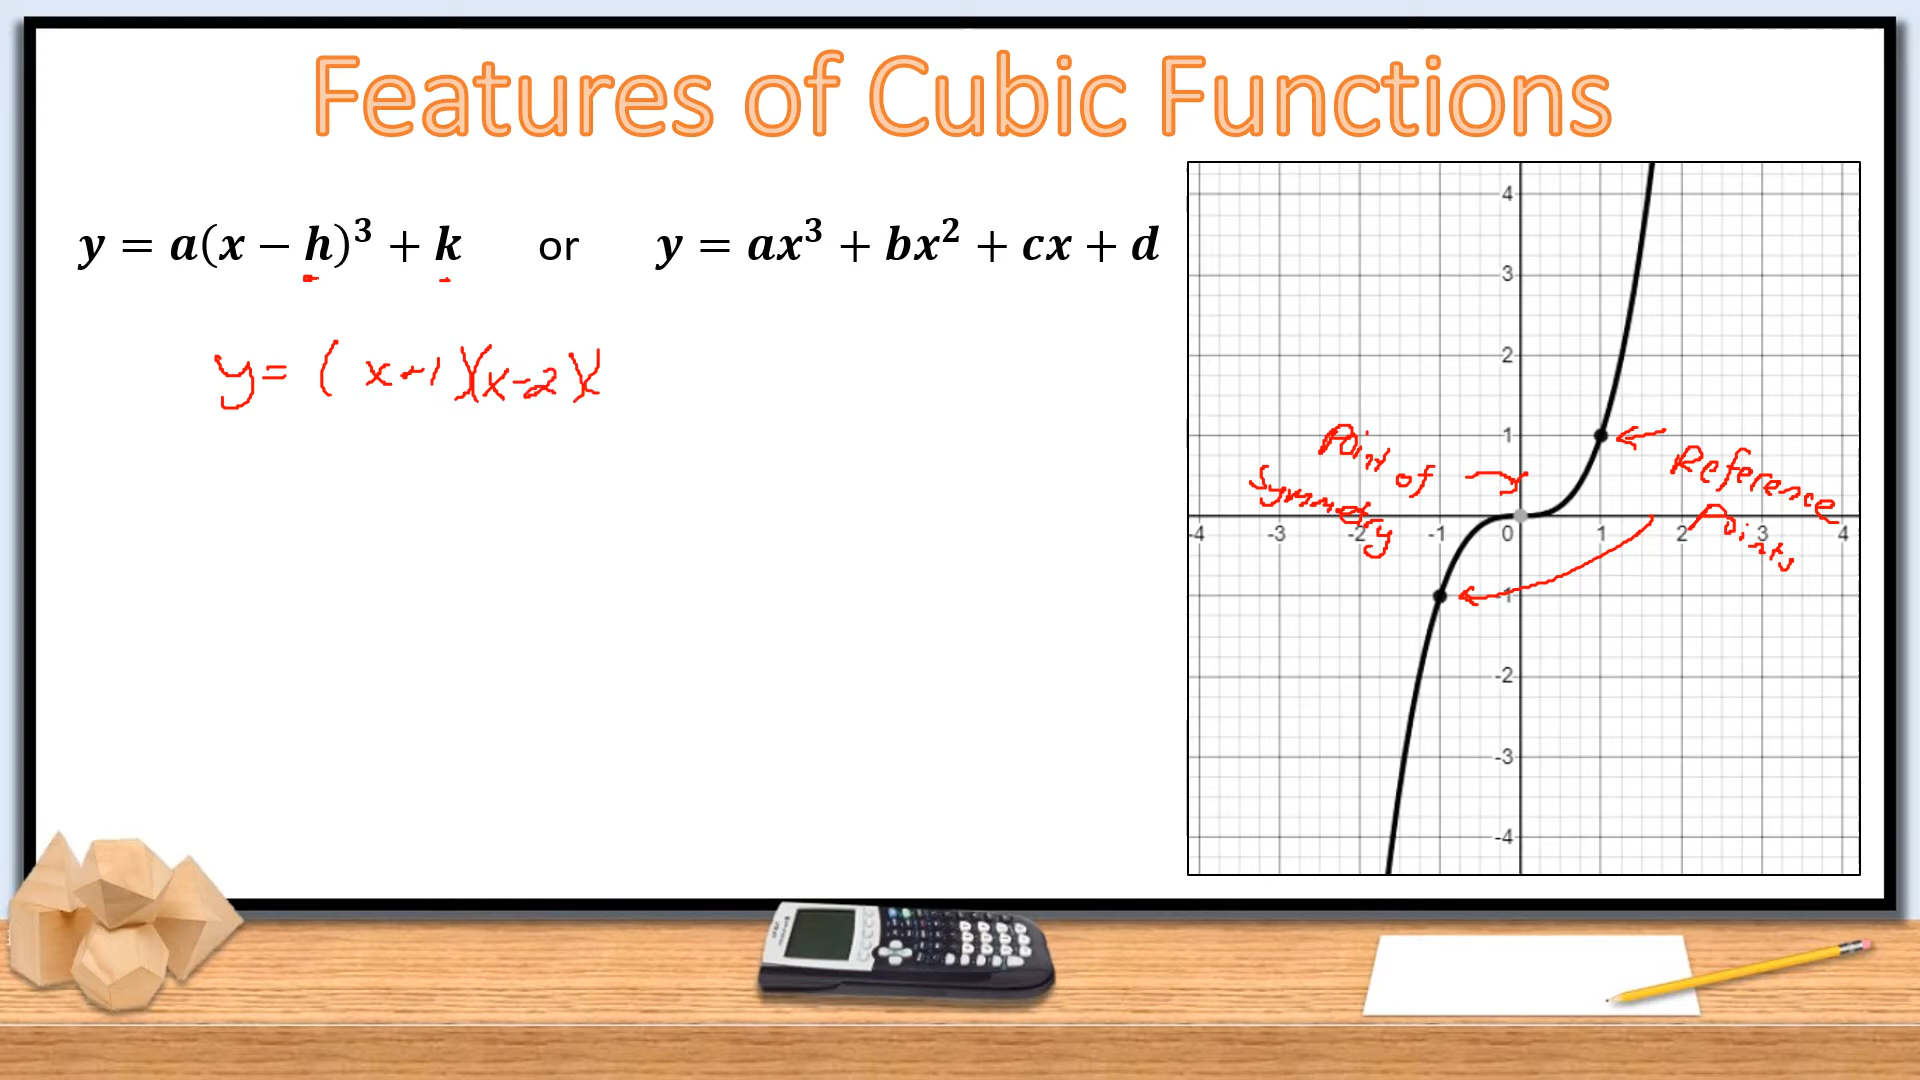 Features of Cubic Functions
y = a(x − h)³ + k or y = ax³ + bx² + cx + d
y = ( x+1)(x-2)(
4
3
2
1
-4 -3 -2 -1 0 1 2 3 4
-1
-2
-3
-4
Point of
Symmetry
Reference
Points